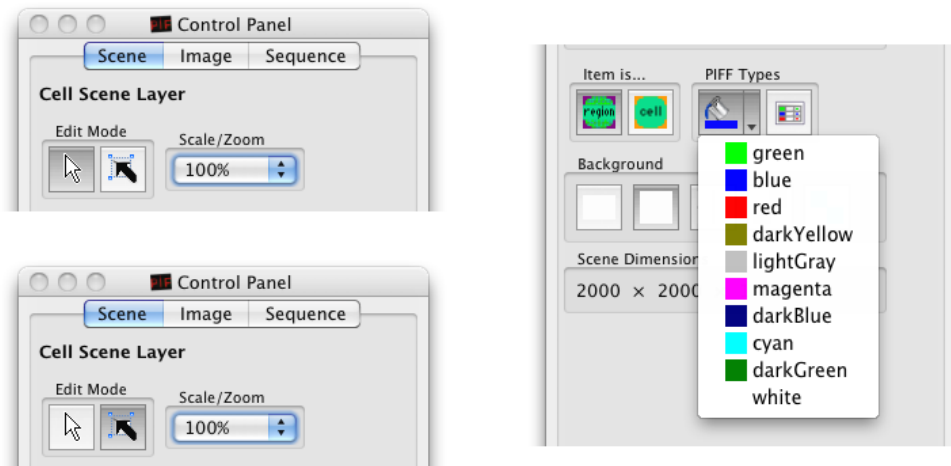 PIF Control Panel
Scene Image Sequence
Cell Scene Layer
Edit Mode
Scale/Zoom
100%
PIF Control Panel
Scene Image Sequence
Cell Scene Layer
Edit Mode
Scale/Zoom
100%
Item is... PIFF Types
region cell
green
Background
blue
red
darkYellow
Scene Dimension
lightGray
2000 × 2000
magenta
darkBlue
cyan
darkGreen
white